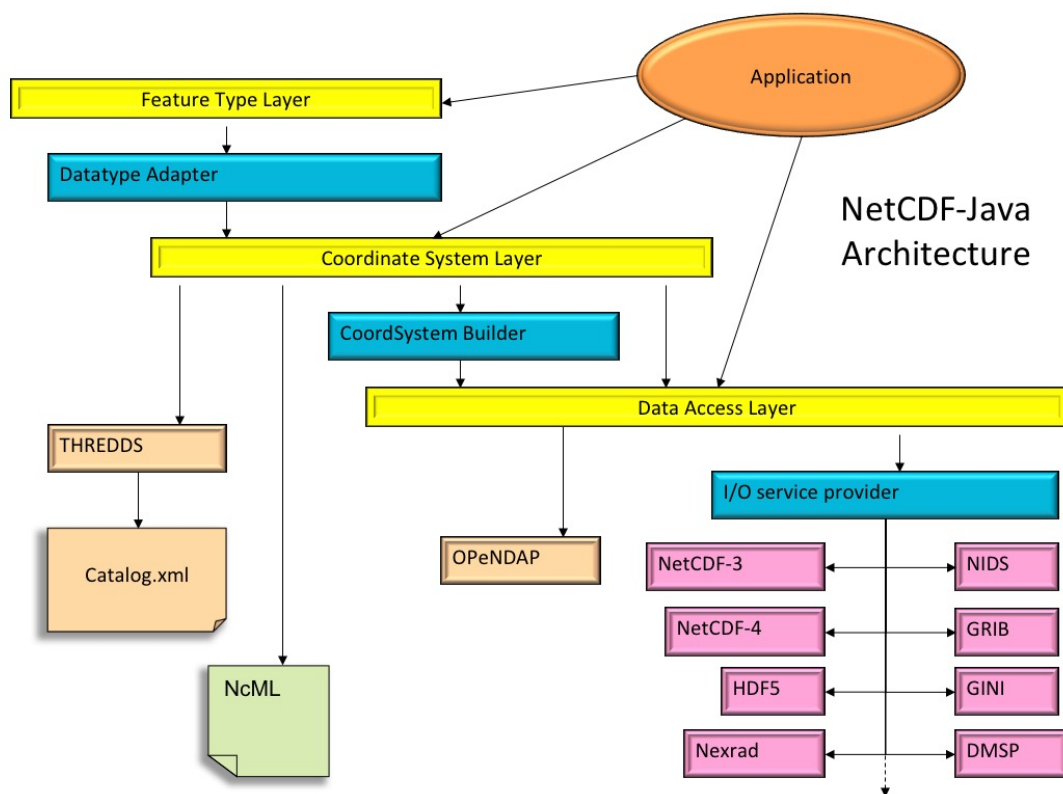 Application
Feature Type Layer
Datatype Adapter
NetCDF-Java
Architecture
Coordinate System Layer
CoordSystem Builder
Data Access Layer
THREDDS
I/O service provider
Catalog.xml
OPeNDAP
NetCDF-3
NIDS
NetCDF-4
GRIB
NcML
HDF5
GINI
Nexrad
DMSP